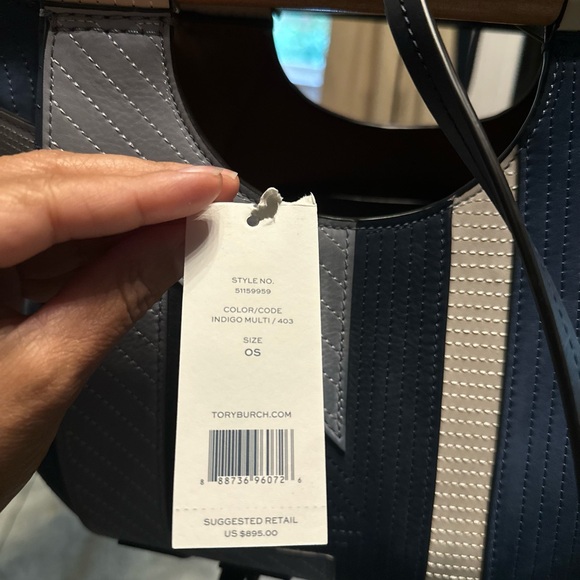 STYLE NO.
51159959
COLOR/CODE
INDIGO MULTI / 403
SIZE
OS
TORYBURCH.COM
8 88736 96072 6
SUGGESTED RETAIL
US $895.00